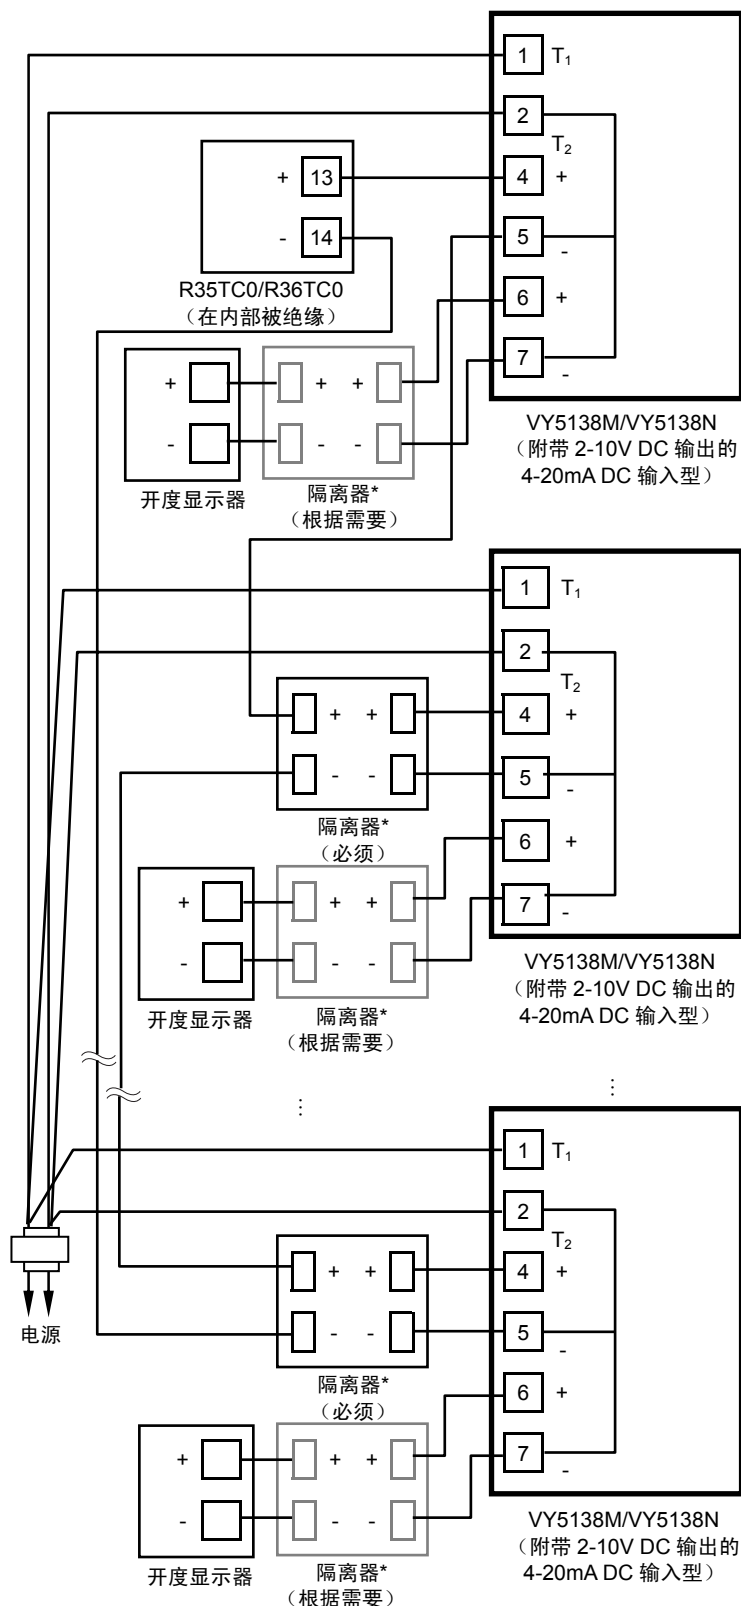 1 T1
2
T2
+ 13 4 +
- 14 5 -
R35TC0/R36TC0
（在内部被绝缘）
6 +
7 -
+ + +
- - -
开度显示器
隔离器*
（根据需要）
VY5138M/VY5138N
（附带 2-10V DC 输出的
4-20mA DC 输入型）
1 T1
2
T2
+ + 4 +
- - 5 -
隔离器*
（必须）
6 +
7 -
+ + +
- - -
开度显示器
隔离器*
（根据需要）
VY5138M/VY5138N
（附带 2-10V DC 输出的
4-20mA DC 输入型）
⋮ ⋮
1 T1
2
T2
+ + 4 +
- - 5 -
电源
隔离器*
（必须）
6 +
7 -
+ + +
- - -
开度显示器
隔离器*
（根据需要）
VY5138M/VY5138N
（附带 2-10V DC 输出的
4-20mA DC 输入型）